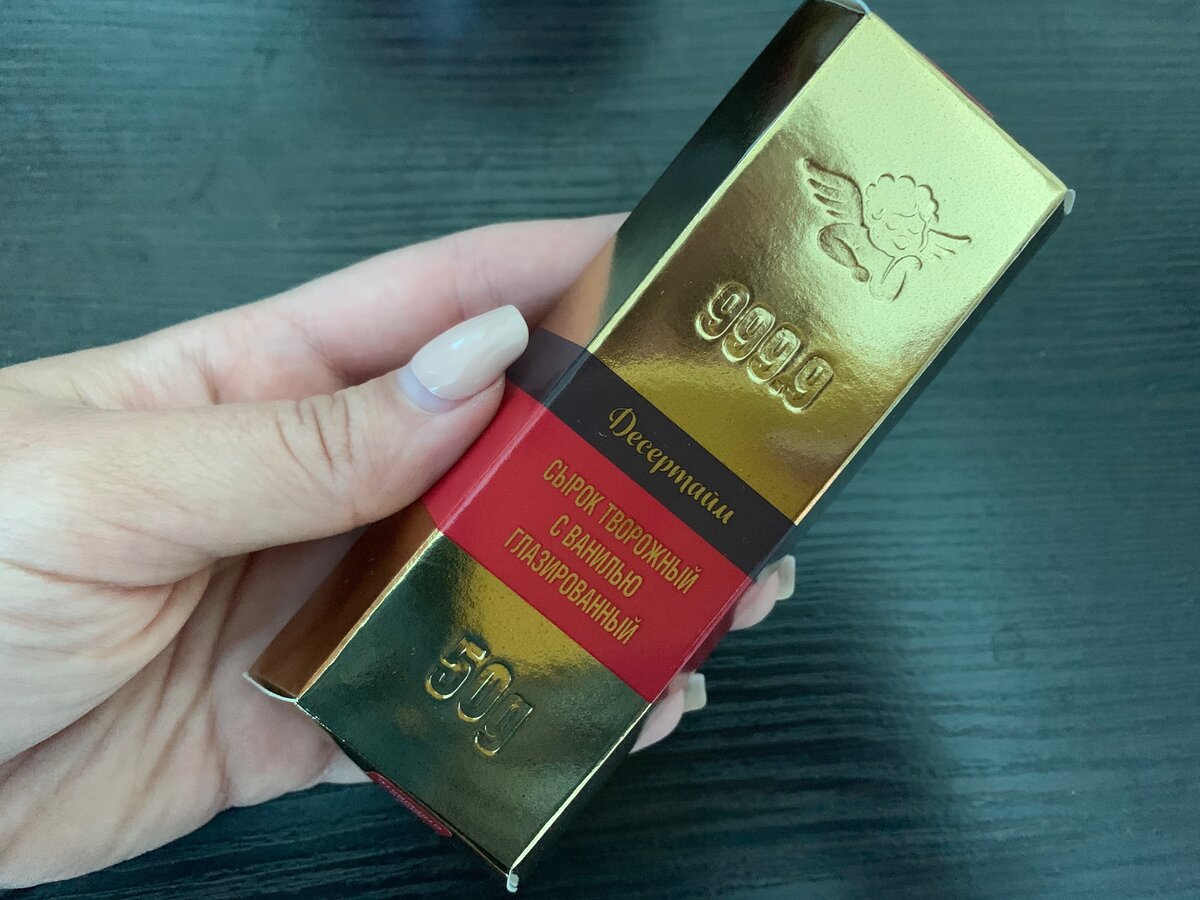 999.9
Десертайм
СЫРОК ТВОРОЖНЫЙ
С ВАНИЛЬЮ
ГЛАЗИРОВАННЫЙ
50g